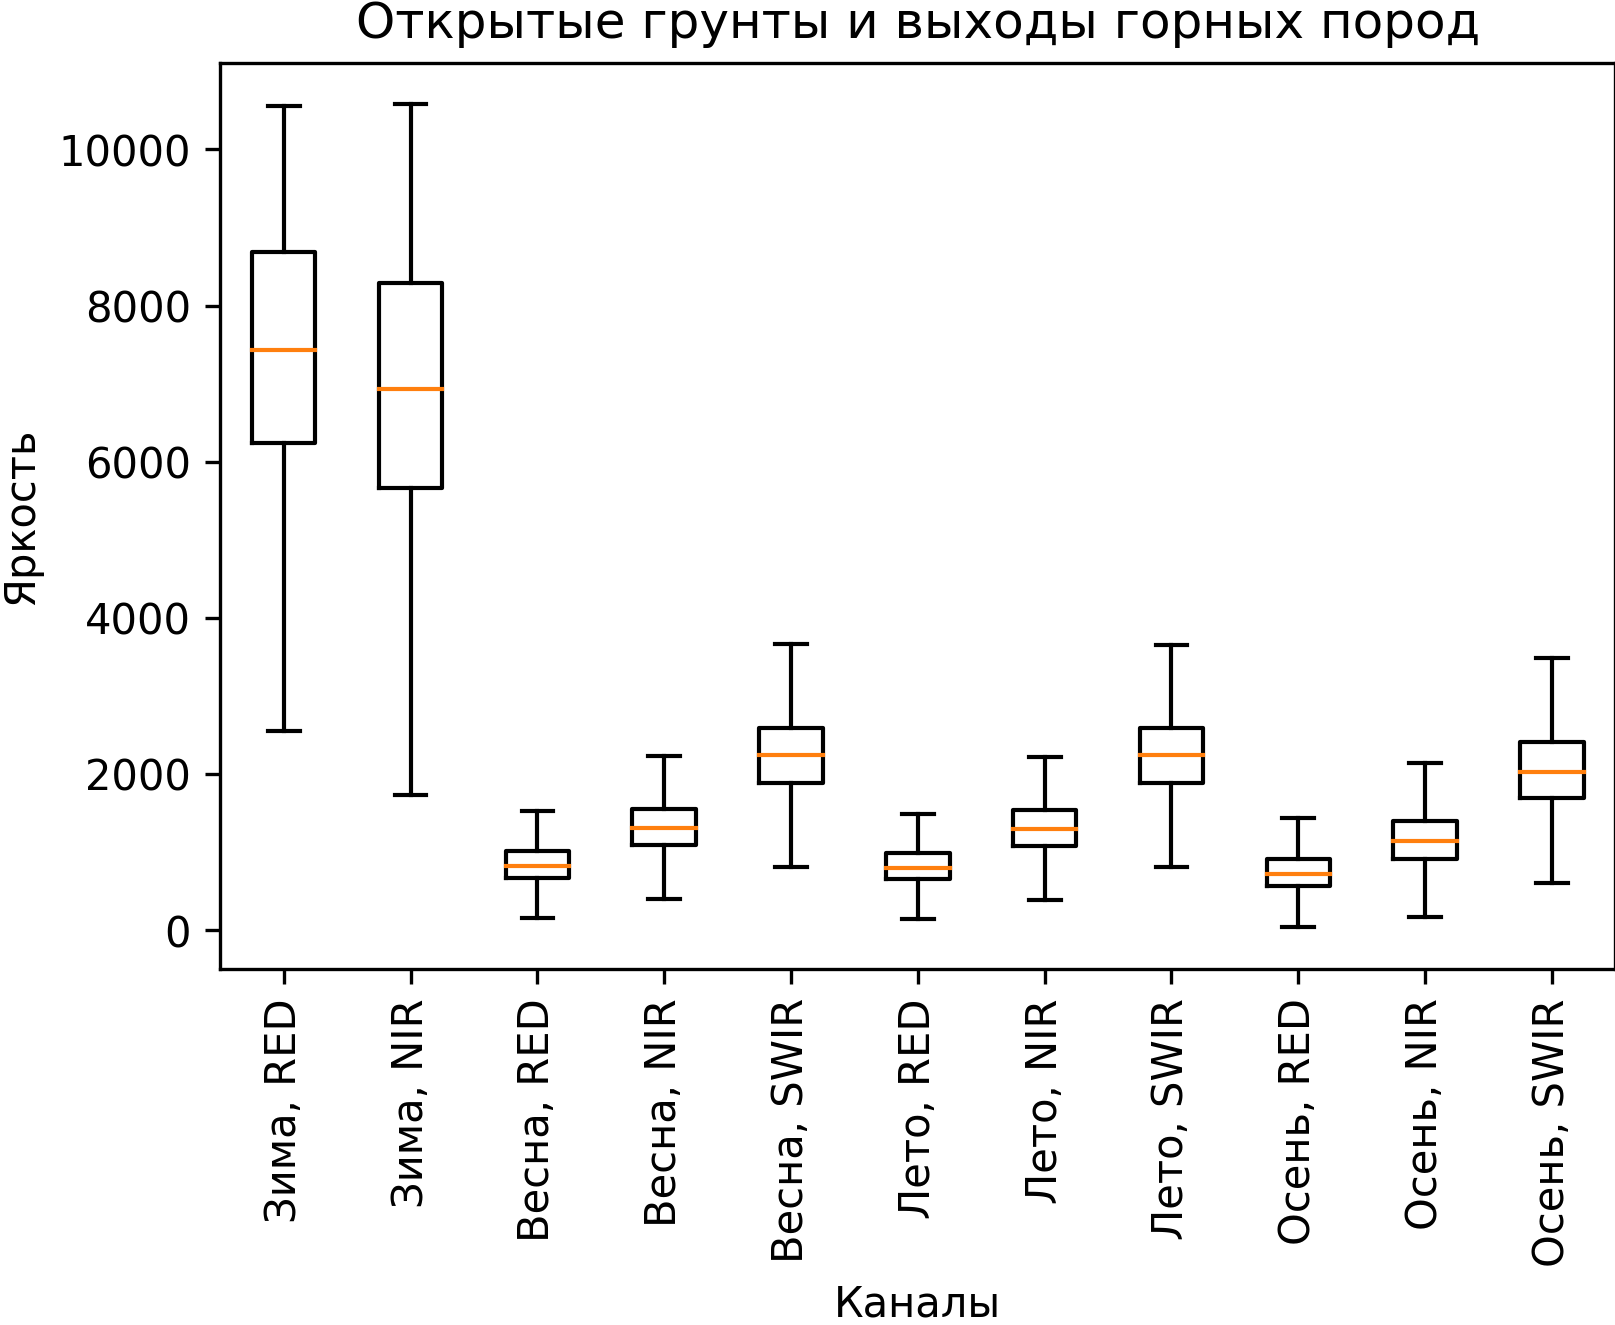 Открытые грунты и выходы горных пород
10000
8000
6000
4000
2000
0
Яркость
Зима, RED
Зима, NIR
Весна, RED
Весна, NIR
Весна, SWIR
Лето, RED
Лето, NIR
Лето, SWIR
Осень, RED
Осень, NIR
Осень, SWIR
Каналы